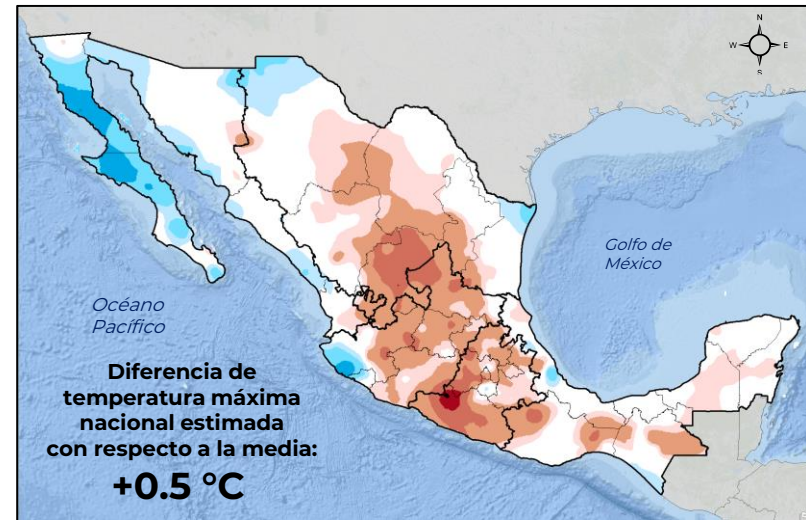 N
W E
S
Golfo de
México
Océano
Pacífico
Diferencia de
temperatura máxima
nacional estimada
con respecto a la media:
+0.5 °C